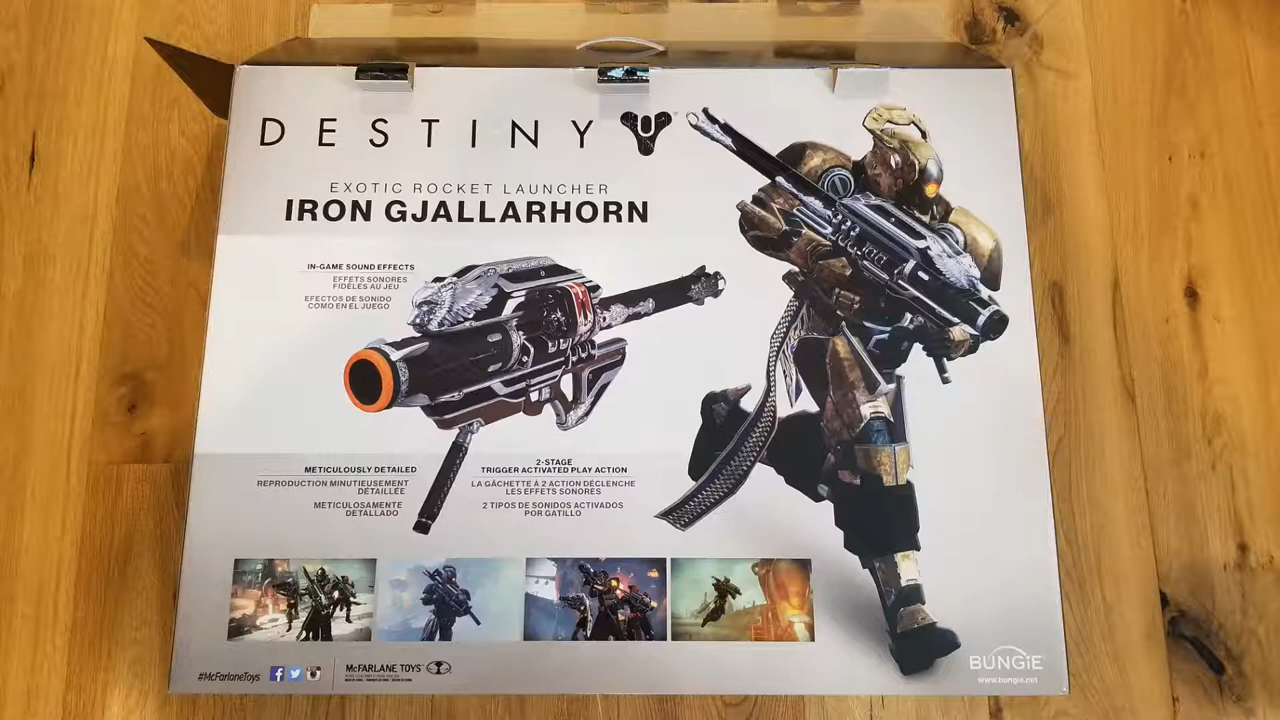 DESTINY
EXOTIC ROCKET LAUNCHER
IRON GJALLARHORN
IN-GAME SOUND EFFECTS
EFFETS SONORES
FIDÈLES AU JEU
EFECTOS DE SONIDO
COMO EN EL JUEGO
METICULOUSLY DETAILED
REPRODUCTION MINUTIEUSEMENT
DÉTAILLÉE
METICULOSAMENTE
DETALLADO
2-STAGE
TRIGGER ACTIVATED PLAY ACTION
LA GÂCHETTE À 2 ACTION DÉCLENCHE
LES EFFETS SONORES
2 TIPOS DE SONIDOS ACTIVADOS
POR GATILLO
#McFarlaneToys
McFARLANE TOYS™
BUNGiE
www.bungie.net